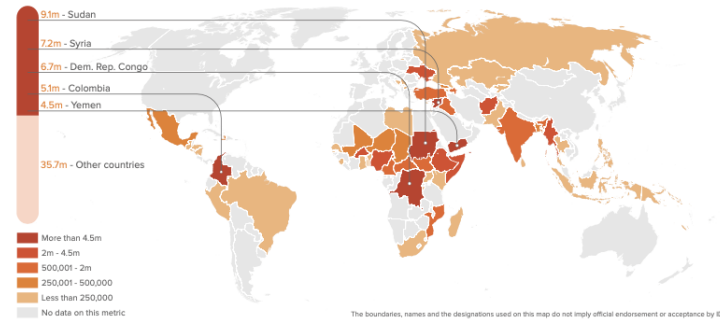 9.1m - Sudan
7.2m - Syria
6.7m - Dem. Rep. Congo
5.1m - Colombia
4.5m - Yemen
35.7m - Other countries
More than 4.5m
2m - 4.5m
500,001 - 2m
250,001 - 500,000
Less than 250,000
No data on this metric
The boundaries, names and the designations used on this map do not imply official endorsement or acceptance by